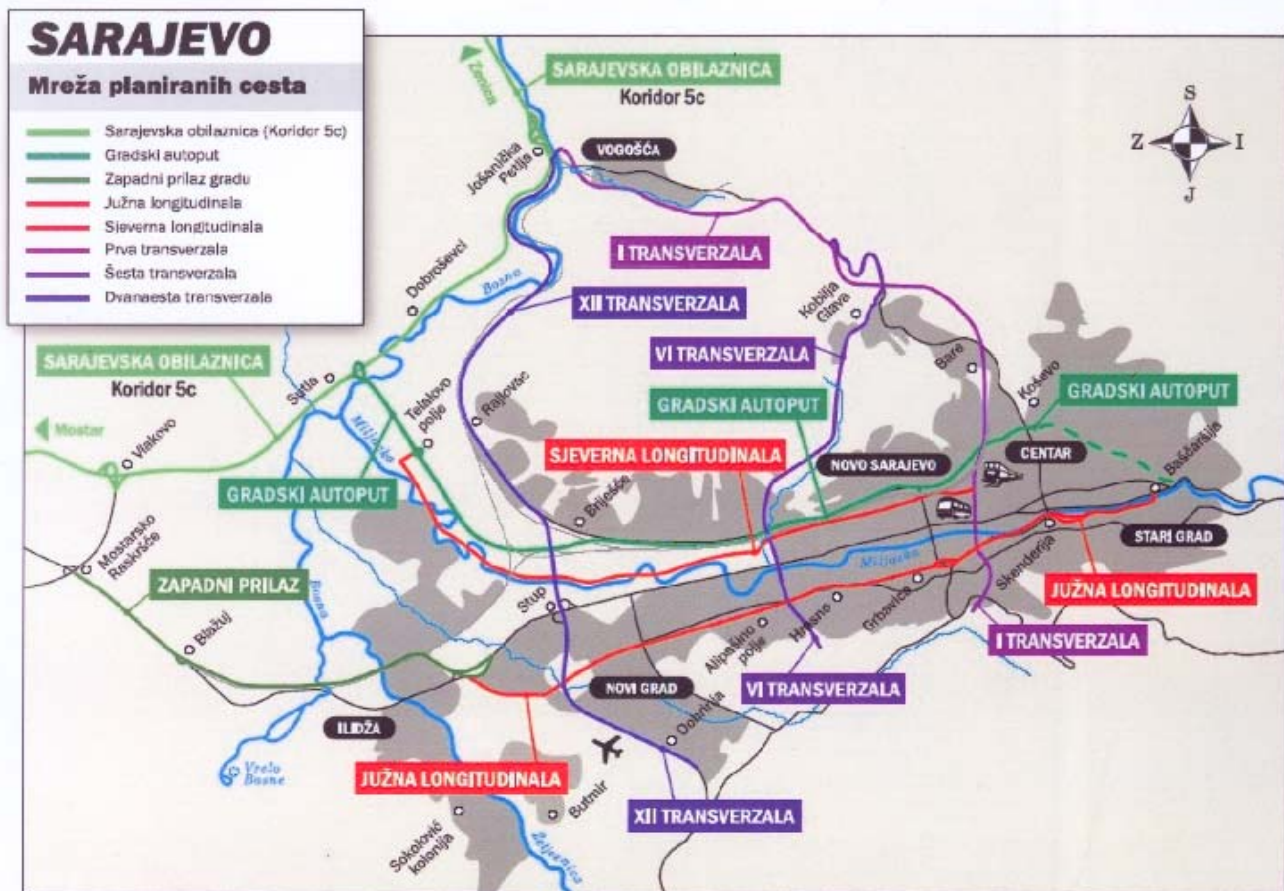 SARAJEVO
Mreža planiranih cesta
Sarajevska obilaznica (Koridor 5c)
Gradski autoput
Zapadni prilaz gradu
Južna longitudinala
Sjeverna longitudinala
Prva transverzala
Šesta transverzala
Dvanaesta transverzala
Zenica
SARAJEVSKA OBILAZNICA
Koridor 5c
S
Z
I
J
Jošanička
Petlja
VOGOŠĆA
I TRANSVERZALA
Dobroševci
Bosna
XII TRANSVERZALA
Kobilja
Glava
VI TRANSVERZALA
SARAJEVSKA OBILAZNICA
Koridor 5c
Bare
Koševo
GRADSKI AUTOPUT
GRADSKI AUTOPUT
Sutla
Telalovo
polje
Rajlovac
Mostar
Vlakovo
Miljacka
SJEVERNA LONGITUDINALA
NOVO SARAJEVO
CENTAR
Baščaršija
GRADSKI AUTOPUT
Briješće
STARI GRAD
Mostarsko
Raskršće
ZAPADNI PRILAZ
Bosna
Stup
Miljacka
Skenderija
JUŽNA LONGITUDINALA
Blažuj
Alipašino
polje
Hrasno
Grbavica
I TRANSVERZALA
NOVI GRAD
VI TRANSVERZALA
ILIDŽA
Dobrinja
Vrelo
Bosne
JUŽNA LONGITUDINALA
Butmir
XII TRANSVERZALA
Sokolović
kolonija
Željeznica